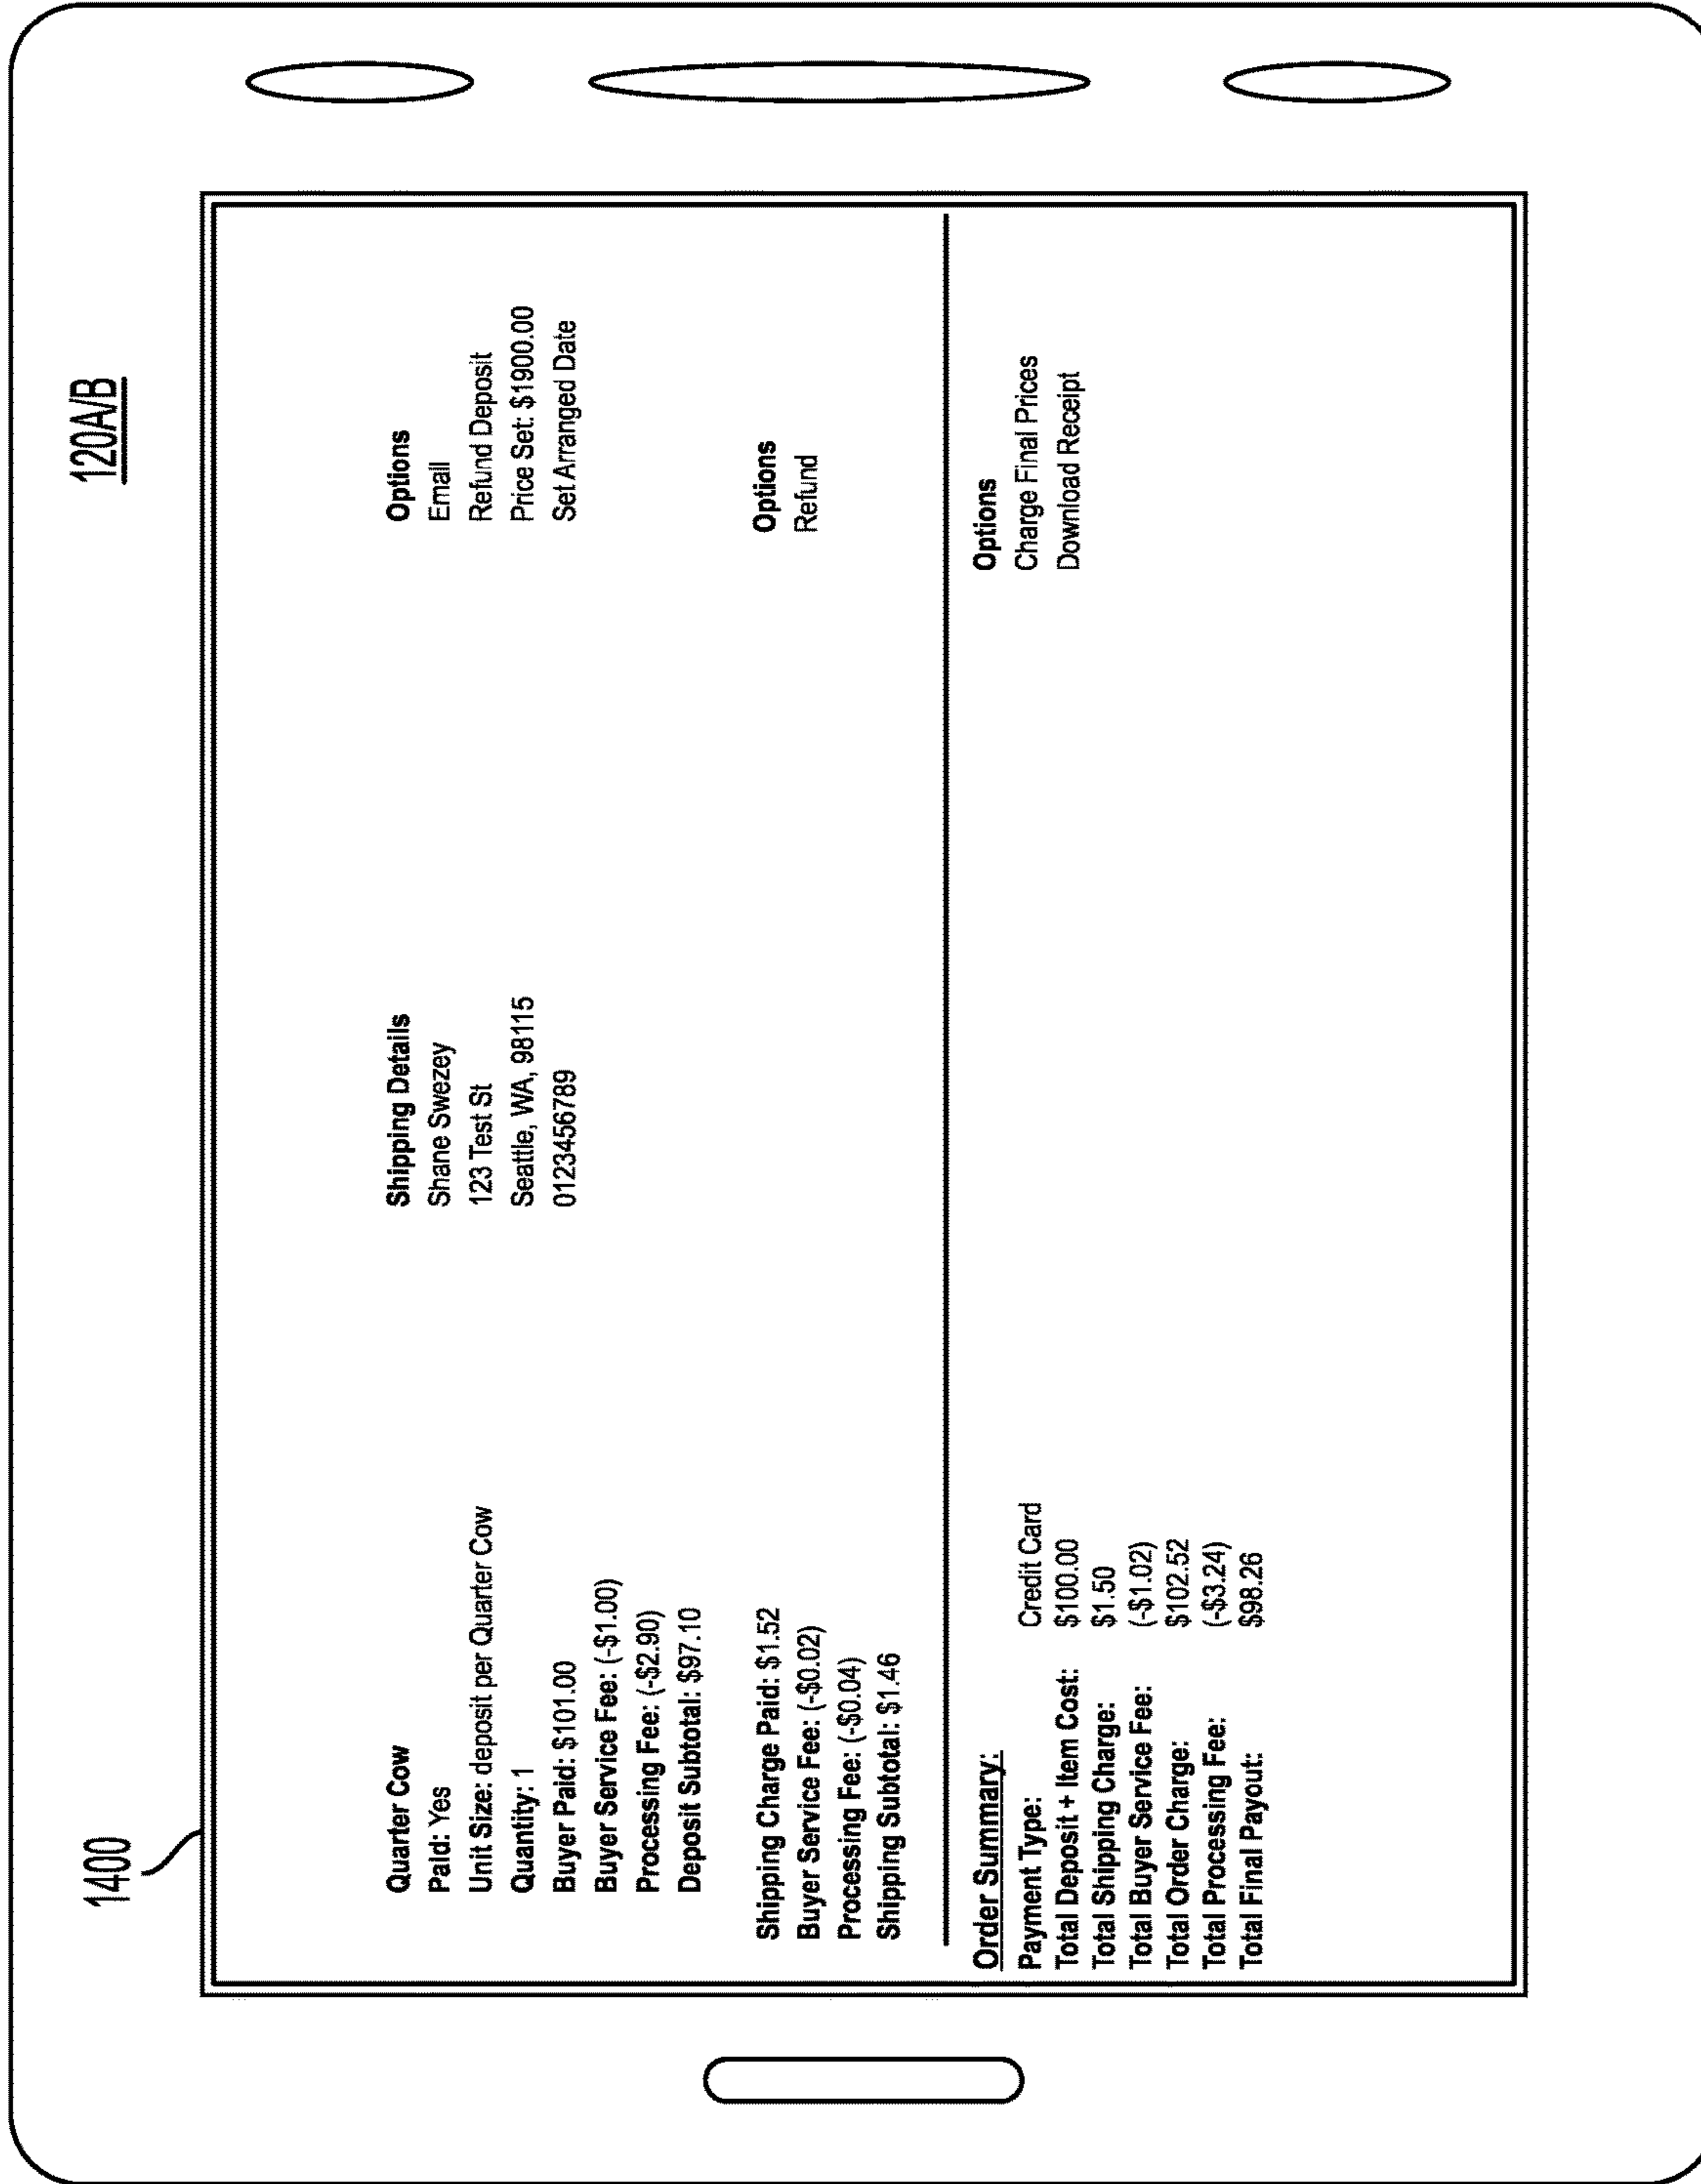 1400
120A/B
Quarter Cow
Paid: Yes
Unit Size: deposit per Quarter Cow
Quantity: 1
Buyer Paid: $101.00
Buyer Service Fee: (-$1.00)
Processing Fee: (-$2.90)
Deposit Subtotal: $97.10
Shipping Details
Shane Swezey
123 Test St
Seattle, WA, 98115
0123456789
Options
Email
Refund Deposit
Price Set: $1900.00
Set Arranged Date
Shipping Charge Paid: $1.52
Buyer Service Fee: (-$0.02)
Processing Fee: (-$0.04)
Shipping Subtotal: $1.46
Options
Refund
Order Summary:
Payment Type: Credit Card
Total Deposit + Item Cost: $100.00
Total Shipping Charge: $1.50
Total Buyer Service Fee: (-$1.02)
Total Order Charge: $102.52
Total Processing Fee: (-$3.24)
Total Final Payout: $98.26
Options
Charge Final Prices
Download Receipt